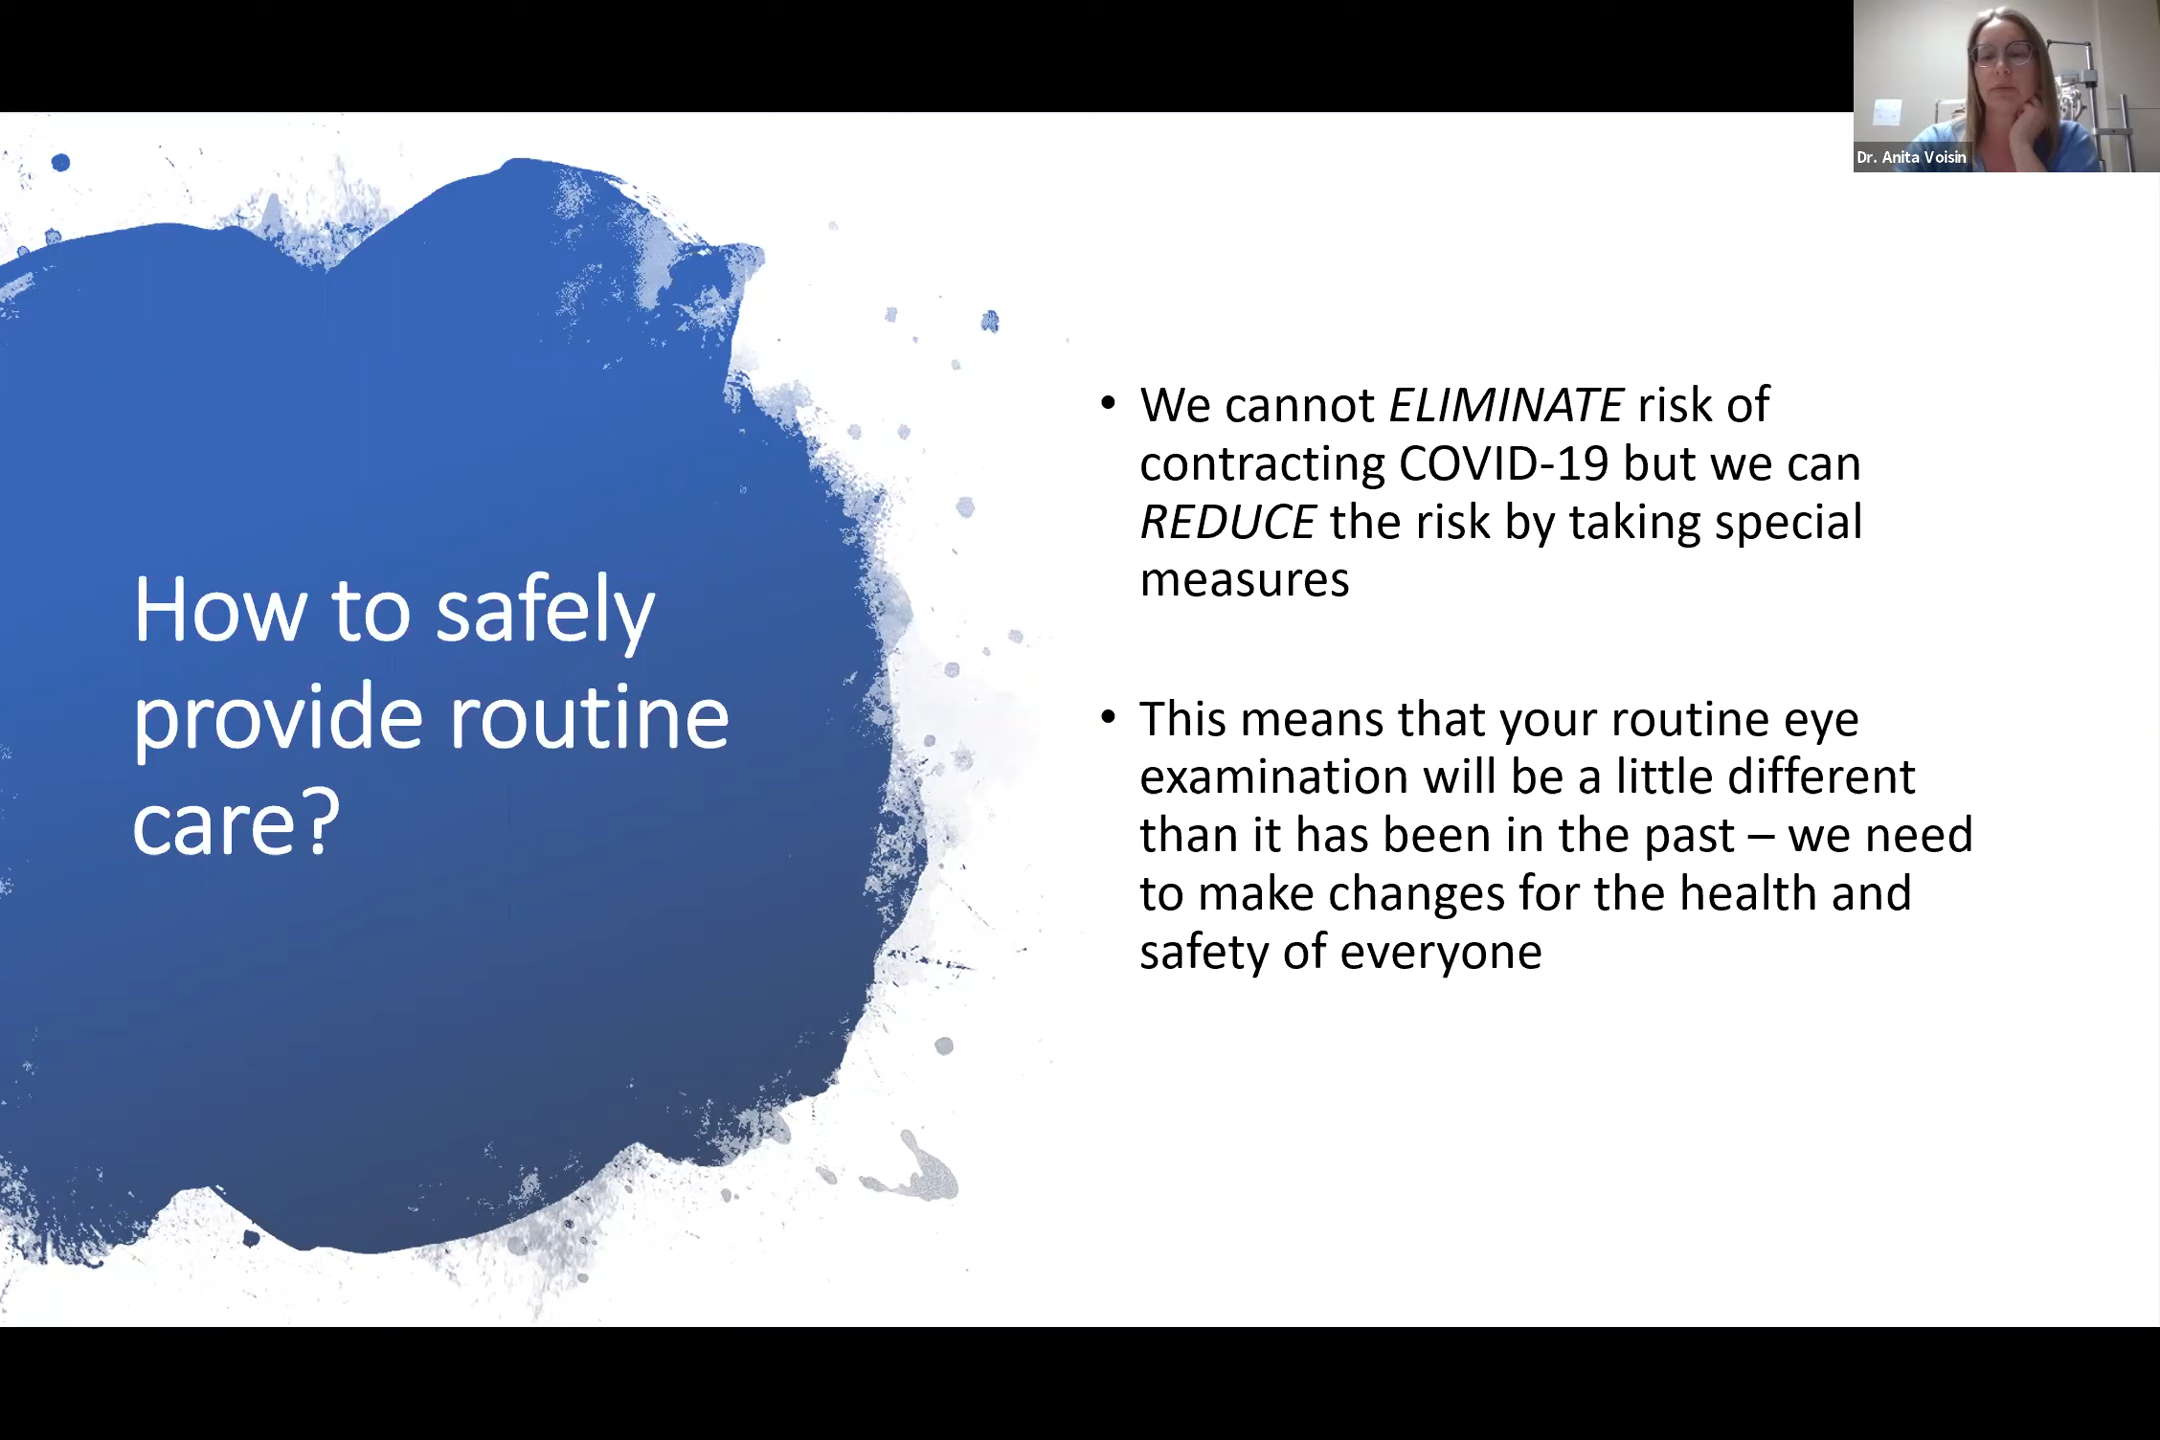 Dr. Anita Voisin
How to safely
provide routine
care?
• We cannot ELIMINATE risk of
contracting COVID-19 but we can
REDUCE the risk by taking special
measures
• This means that your routine eye
examination will be a little different
than it has been in the past – we need
to make changes for the health and
safety of everyone